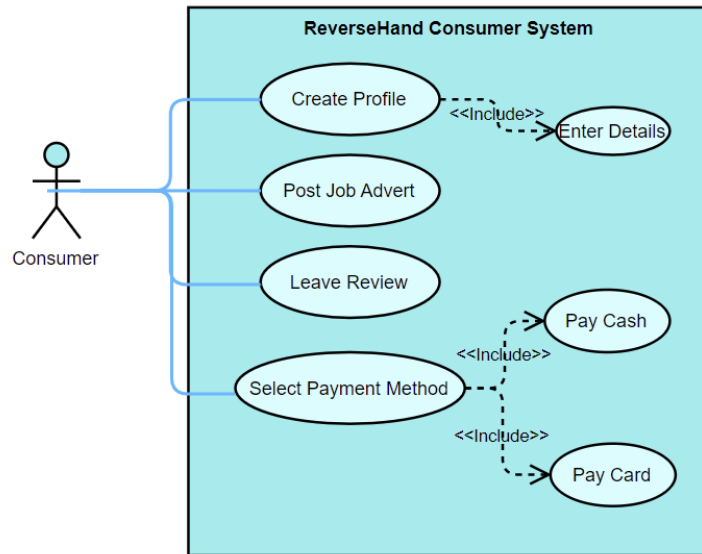 ReverseHand Consumer System
Create Profile
<<Include>>
Enter Details
Post Job Advert
Consumer
Leave Review
Pay Cash
<<Include>>
Select Payment Method
<<Include>>
Pay Card